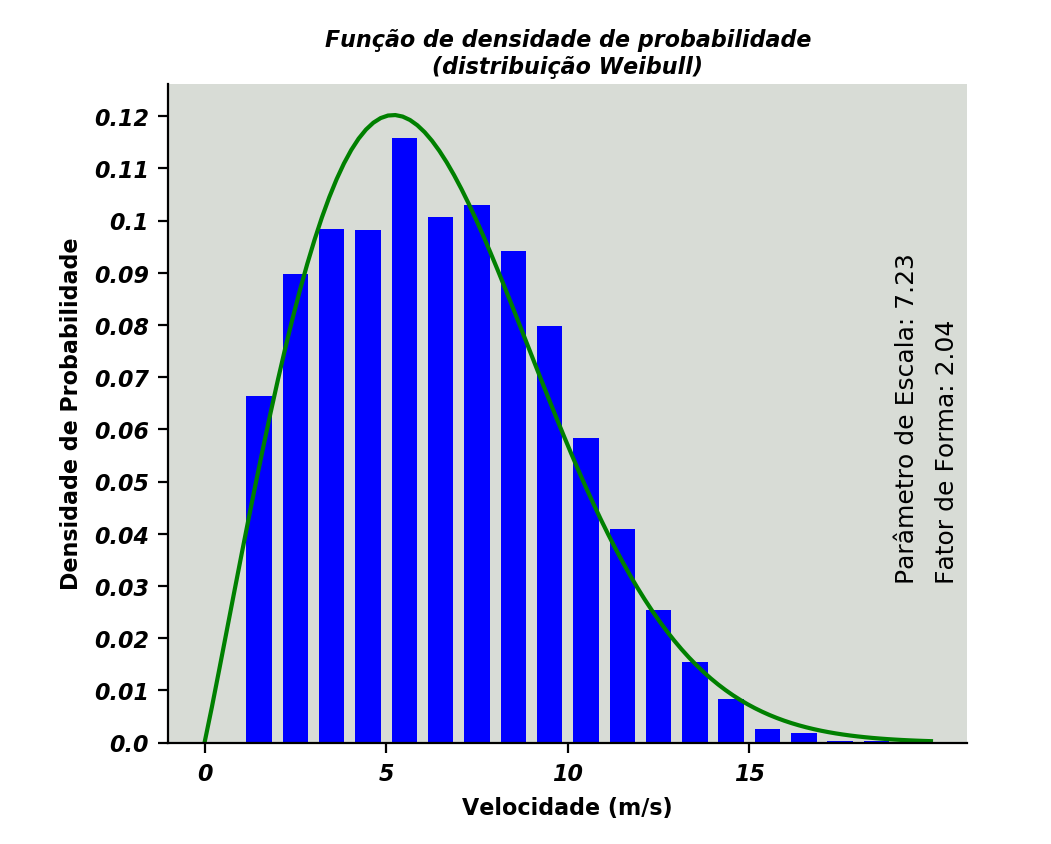 Função de densidade de probabilidade
(distribuição Weibull)
0.12
0.11
0.1
0.09
0.08
0.07
0.06
0.05
0.04
0.03
0.02
0.01
0.0
Densidade de Probabilidade
Parâmetro de Escala: 7.23
Fator de Forma: 2.04
0 5 10 15
Velocidade (m/s)